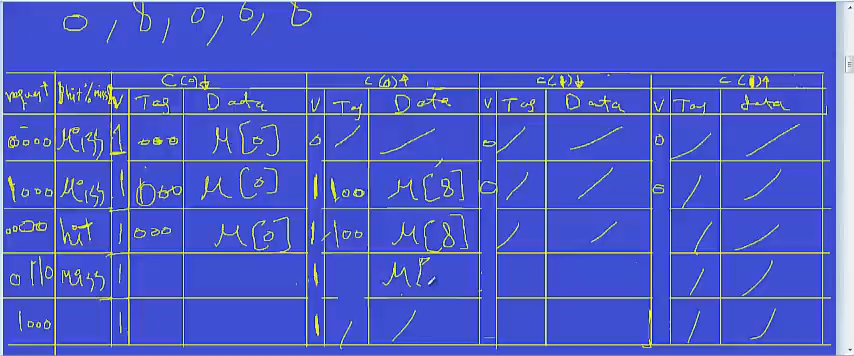 0, 8, 0, 6, 8
C(0)↓ C(0)↑ C(1)↓ C(1)↑
request hit/miss V Tag Data V Tag Data V Tag Data V Tag data
0000 Miss 1 000 M[0] 0 / / 0 / / 0 / /
1000 Miss 1 000 M[0] 1 100 M[8] 0 / / 0 / /
0000 hit 1 000 M[0] 1 100 M[8] / / / /
0110 miss 1 1 M[ / /
1000 1 1 / / / /